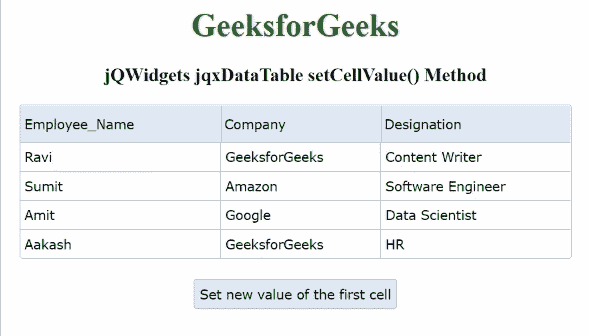 GeeksforGeeks
jQWidgets jqxDataTable setCellValue() Method
Employee_Name Company Designation
Ravi GeeksforGeeks Content Writer
Sumit Amazon Software Engineer
Amit Google Data Scientist
Aakash GeeksforGeeks HR
Set new value of the first cell